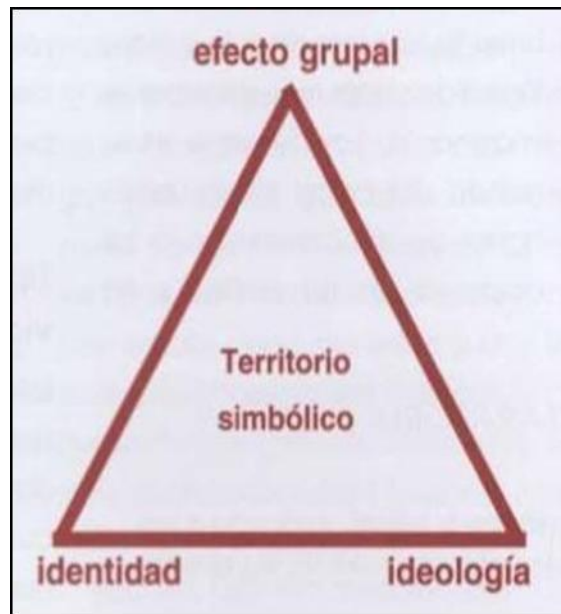 efecto grupal
Territorio
simbólico
identidad
ideología